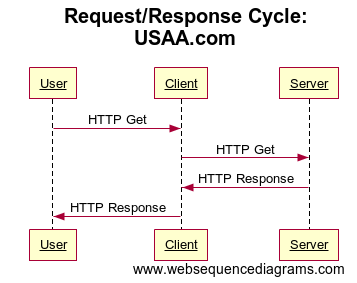 Request/Response Cycle:
USAA.com
User Client Server
HTTP Get
HTTP Get
HTTP Response
HTTP Response
User Client Server
www.websequencediagrams.com